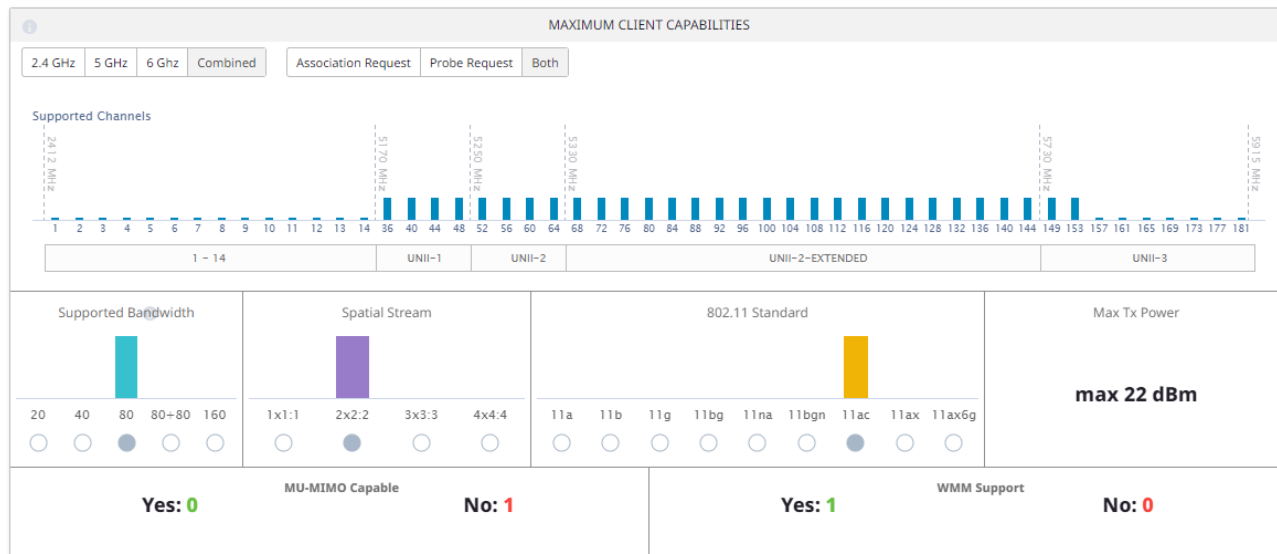 MAXIMUM CLIENT CAPABILITIES
2.4 GHz 5 GHz 6 Ghz Combined Association Request Probe Request Both
Supported Channels
2412 MHz 5170 MHz 5250 MHz 5330 MHz 5730 MHz 5915 MHz
1 2 3 4 5 6 7 8 9 10 11 12 13 14 36 40 44 48 52 56 60 64 68 72 76 80 84 88 92 96 100 104 108 112 116 120 124 128 132 136 140 144 149 153 157 161 165 169 173 177 181
1 - 14 UNII-1 UNII-2 UNII-2-EXTENDED UNII-3
Supported Bandwidth Spatial Stream 802.11 Standard Max Tx Power
max 22 dBm
20 40 80 80+80 160 1x1:1 2x2:2 3x3:3 4x4:4 11a 11b 11g 11bg 11na 11bgn 11ac 11ax 11ax6g
MU-MIMO Capable WMM Support
Yes: 0 No: 1 Yes: 1 No: 0